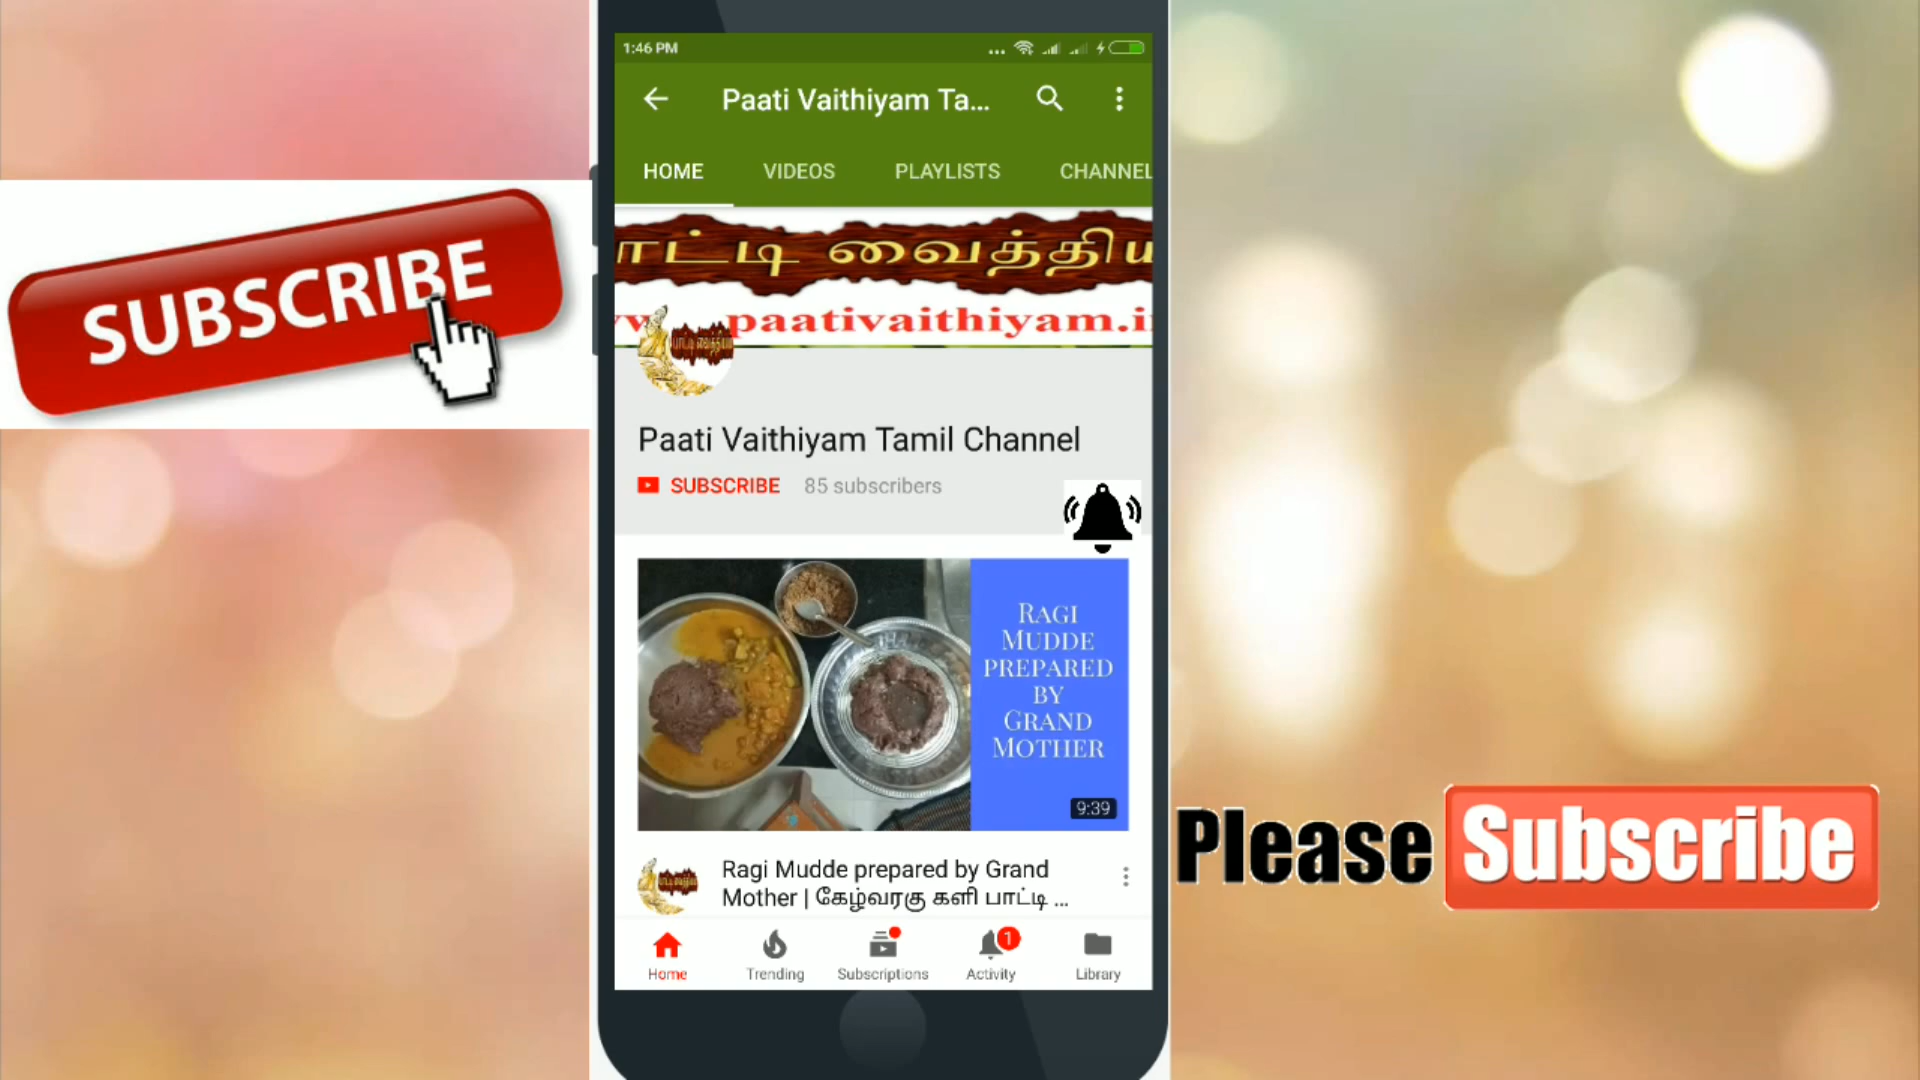 SUBSCRIBE
1:46 PM
Paati Vaithiyam Ta...
HOME VIDEOS PLAYLISTS CHANNEL
ாட்டி வைத்திய
paativaithiyam.i
Paati Vaithiyam Tamil Channel
SUBSCRIBE 85 subscribers
RAGI
MUDDE
PREPARED
BY
GRAND
MOTHER
9:39
Ragi Mudde prepared by Grand
Mother | கேழ்வரகு களி பாட்டி ...
Home Trending Subscriptions Activity Library
1
Please Subscribe